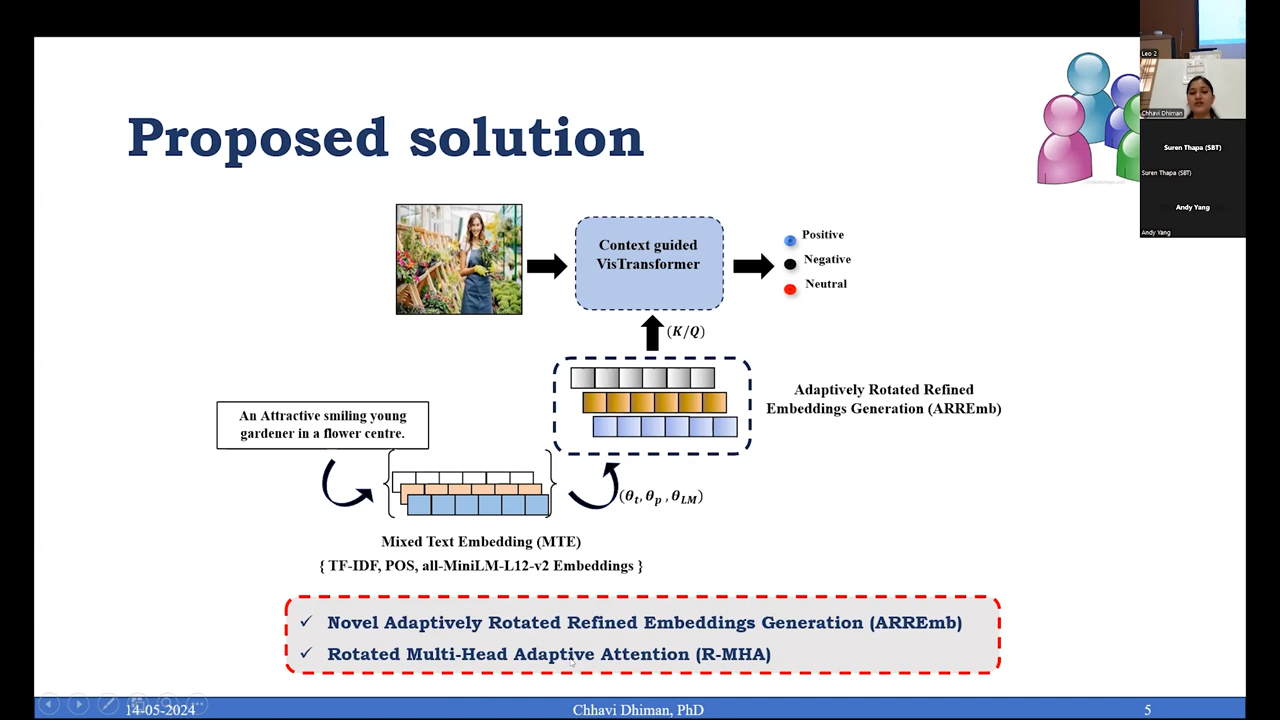 Proposed solution
Leo 2
Chhavi Dhiman
Suren Thapa (SBT)
Suren Thapa (SBT)
Andy Yang
Andy Yang
Context guided
VisTransformer
Positive
Negative
Neutral
(K/Q)
Adaptively Rotated Refined
Embeddings Generation (ARREmb)
An Attractive smiling young
gardener in a flower centre.
(θt, θp , θLM)
Mixed Text Embedding (MTE)
{ TF-IDF, POS, all-MiniLM-L12-v2 Embeddings }
✓ Novel Adaptively Rotated Refined Embeddings Generation (ARREmb)
✓ Rotated Multi-Head Adaptive Attention (R-MHA)
14-05-2024
Chhavi Dhiman, PhD
5